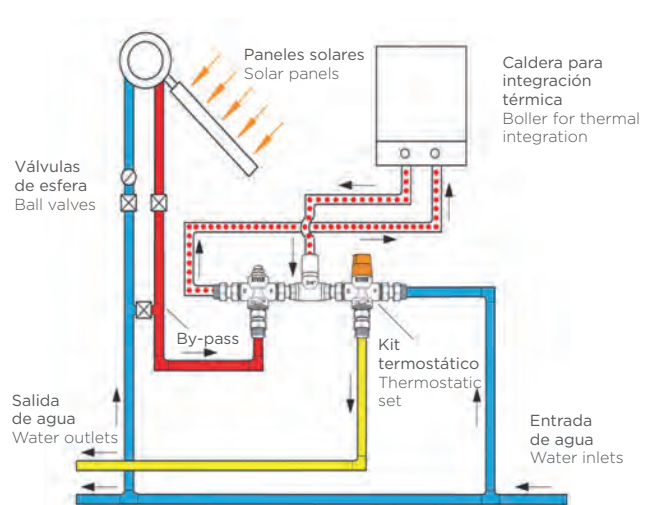 Paneles solares
Solar panels
Caldera para
integración
térmica
Boller for thermal
integration
Válvulas
de esfera
Ball valves
By-pass
Kit
termostático
Thermostatic
set
Salida
de agua
Water outlets
Entrada
de agua
Water inlets